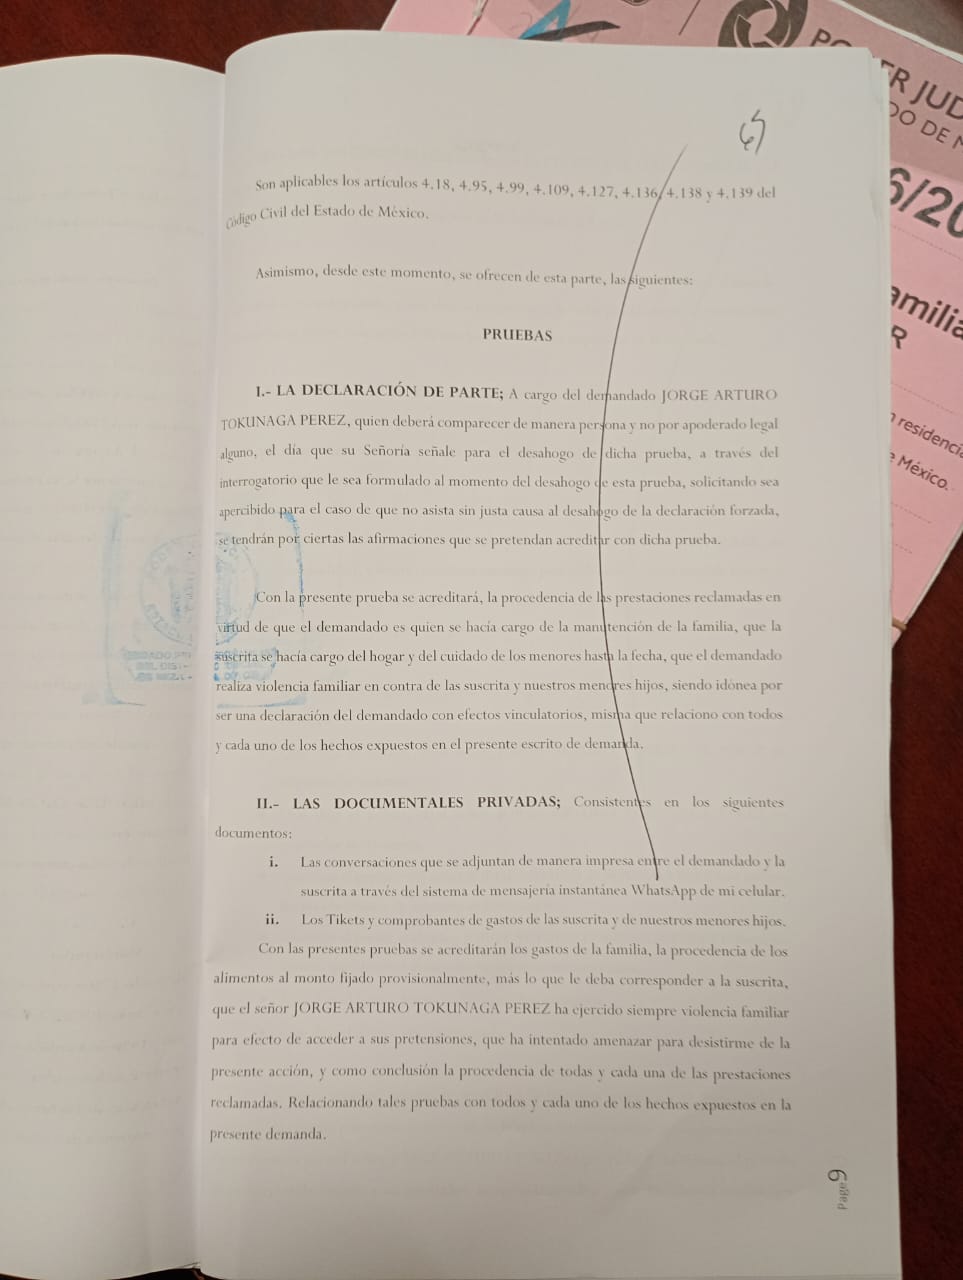 PODER JUD
DO DE M
6/20
amilia
R
n residencia
e México.
Son aplicables los artículos 4.18, 4.95, 4.99, 4.109, 4.127, 4.136, 4.138 y 4.139 del
Código Civil del Estado de México.
Asimismo, desde este momento, se ofrecen de esta parte, las siguientes:
PRUEBAS
I.- LA DECLARACIÓN DE PARTE; A cargo del demandado JORGE ARTURO
TOKUNAGA PEREZ, quien deberá comparecer de manera persona y no por apoderado legal
alguno, el día que su Señoría señale para el desahogo de dicha prueba, a través del
interrogatorio que le sea formulado al momento del desahogo de esta prueba, solicitando sea
apercibido para el caso de que no asista sin justa causa al desahogo de la declaración forzada,
se tendrán por ciertas las afirmaciones que se pretendan acreditar con dicha prueba.
Con la presente prueba se acreditará, la procedencia de las prestaciones reclamadas en
virtud de que el demandado es quien se hacía cargo de la manutención de la familia, que la
suscrita se hacía cargo del hogar y del cuidado de los menores hasta la fecha, que el demandado
realiza violencia familiar en contra de las suscrita y nuestros menores hijos, siendo idónea por
ser una declaración del demandado con efectos vinculatorios, misma que relaciono con todos
y cada uno de los hechos expuestos en el presente escrito de demanda.
II.- LAS DOCUMENTALES PRIVADAS; Consistentes en los siguientes
documentos:
i. Las conversaciones que se adjuntan de manera impresa entre el demandado y la
suscrita a través del sistema de mensajería instantánea WhatsApp de mi celular.
ii. Los Tikets y comprobantes de gastos de las suscrita y de nuestros menores hijos.
Con las presentes pruebas se acreditarán los gastos de la familia, la procedencia de los
alimentos al monto fijado provisionalmente, más lo que le deba corresponder a la suscrita,
que el señor JORGE ARTURO TOKUNAGA PEREZ ha ejercido siempre violencia familiar
para efecto de acceder a sus pretensiones, que ha intentado amenazar para desistirme de la
presente acción, y como conclusión la procedencia de todas y cada una de las prestaciones
reclamadas. Relacionando tales pruebas con todos y cada uno de los hechos expuestos en la
presente demanda.
Page 9